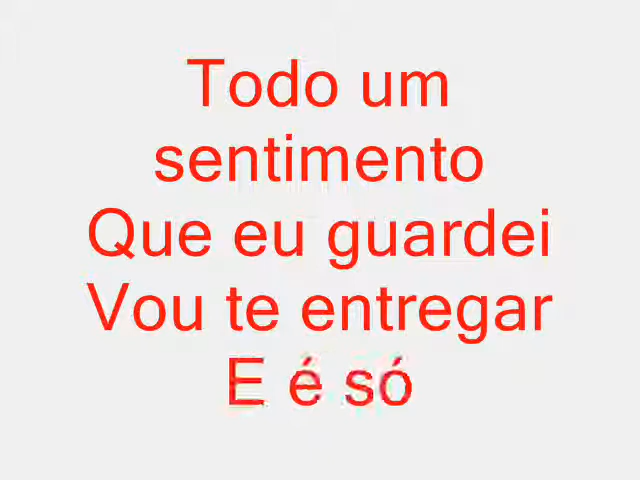 Todo um
sentimento
Que eu guardei
Vou te entregar
E é só